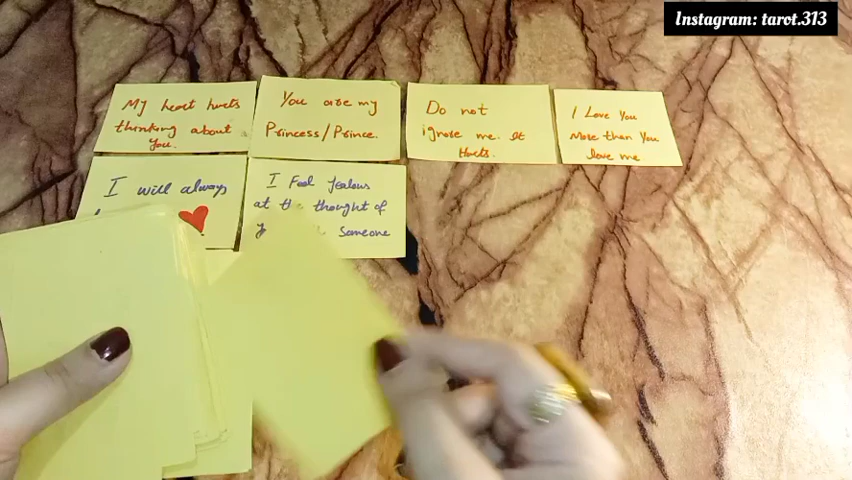 Instagram: tarot.313
My heart hurts
thinking about
you.
You are my
Princess/Prince.
Do not
ignore me. It
Hurts.
I Love You
More than You
love me
I will always
I Feel Jealous
at the thought of
someone